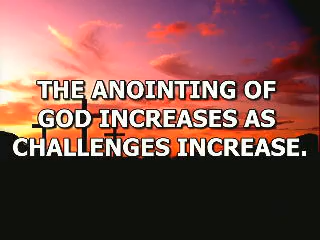 THE ANOINTING OF
GOD INCREASES AS
CHALLENGES INCREASE.